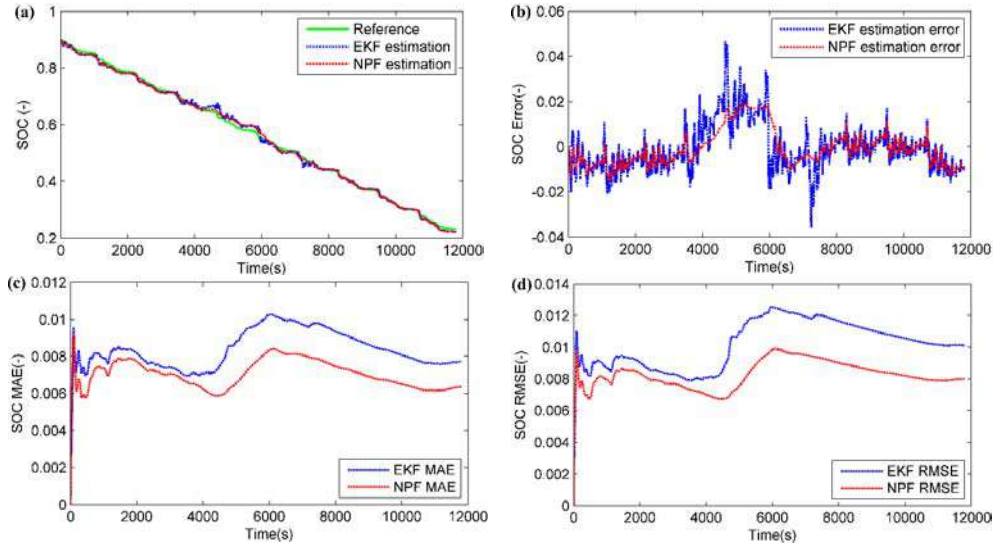 (a)
Reference
EKF estimation
NPF estimation
SOC (-)
1
0.8
0.6
0.4
0.2
0 2000 4000 6000 8000 10000 12000
Time(s)
(b)
EKF estimation error
NPF estimation error
SOC Error(-)
0.06
0.04
0.02
0
-0.02
-0.04
0 2000 4000 6000 8000 10000 12000
Time(s)
(c)
SOC MAE(-)
0.012
0.01
0.008
0.006
0.004
0.002
0
EKF MAE
NPF MAE
0 2000 4000 6000 8000 10000 12000
Time(s)
(d)
SOC RMSE(-)
0.014
0.012
0.01
0.008
0.006
0.004
0.002
0
EKF RMSE
NPF RMSE
0 2000 4000 6000 8000 10000 12000
Time(s)